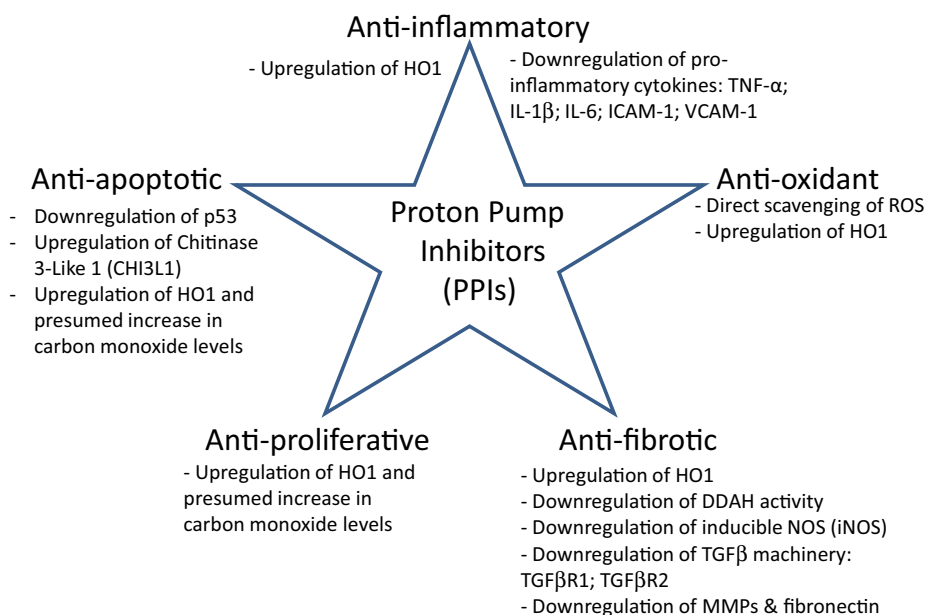 Anti-inflammatory
- Upregulation of HO1
- Downregulation of pro-
inflammatory cytokines: TNF-α;
IL-1β; IL-6; ICAM-1; VCAM-1
Anti-apoptotic
- Downregulation of p53
- Upregulation of Chitinase
3-Like 1 (CHI3L1)
- Upregulation of HO1 and
presumed increase in
carbon monoxide levels
Proton Pump
Inhibitors
(PPIs)
Anti-oxidant
- Direct scavenging of ROS
- Upregulation of HO1
Anti-proliferative
- Upregulation of HO1 and
presumed increase in
carbon monoxide levels
Anti-fibrotic
- Upregulation of HO1
- Downregulation of DDAH activity
- Downregulation of inducible NOS (iNOS)
- Downregulation of TGFβ machinery:
TGFβR1; TGFβR2
- Downregulation of MMPs & fibronectin